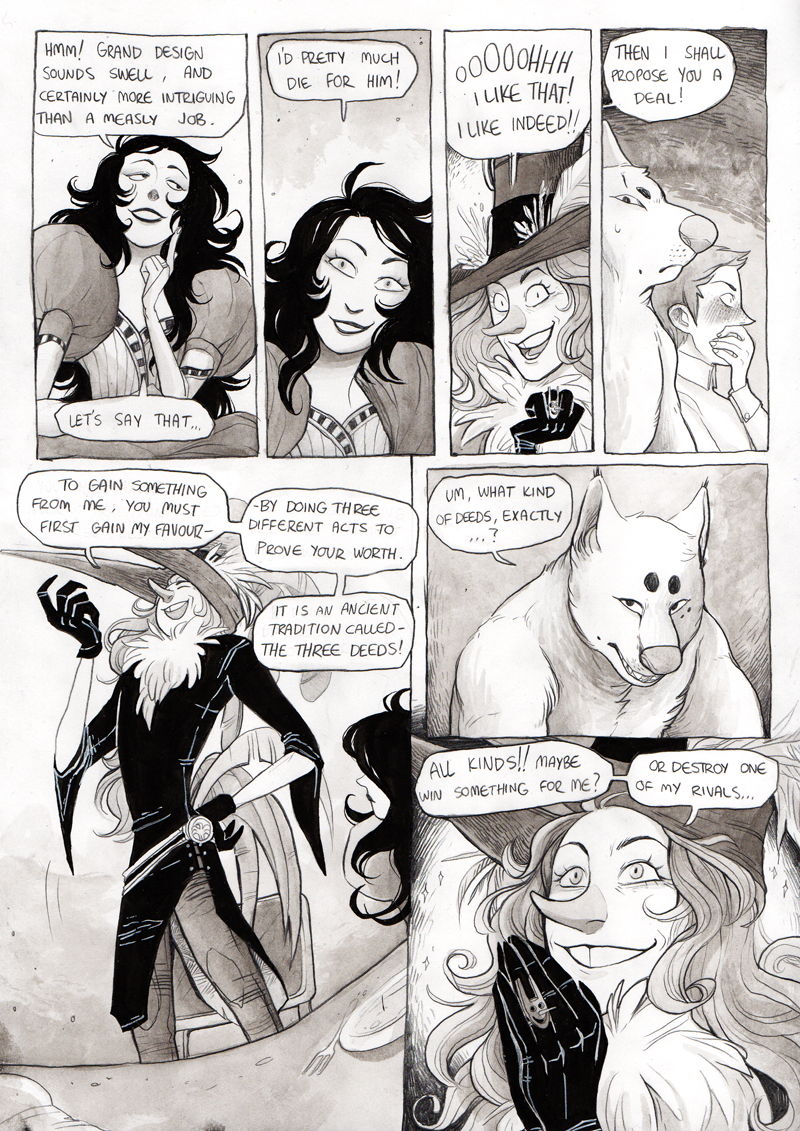 HMM! GRAND DESIGN
SOUNDS SWELL, AND
CERTAINLY MORE INTRIGUING
THAN A MEASLY JOB.
LET'S SAY THAT...
I'D PRETTY MUCH
DIE FOR HIM!
OOOOOHHH
I LIKE THAT!
I LIKE INDEED!!
THEN I SHALL
PROPOSE YOU A
DEAL!
TO GAIN SOMETHING
FROM ME, YOU MUST
FIRST GAIN MY FAVOUR-
-BY DOING THREE
DIFFERENT ACTS TO
PROVE YOUR WORTH.
IT IS AN ANCIENT
TRADITION CALLED-
THE THREE DEEDS!
UM, WHAT KIND
OF DEEDS, EXACTLY
...?
ALL KINDS!! MAYBE
WIN SOMETHING FOR ME?
OR DESTROY ONE
OF MY RIVALS...